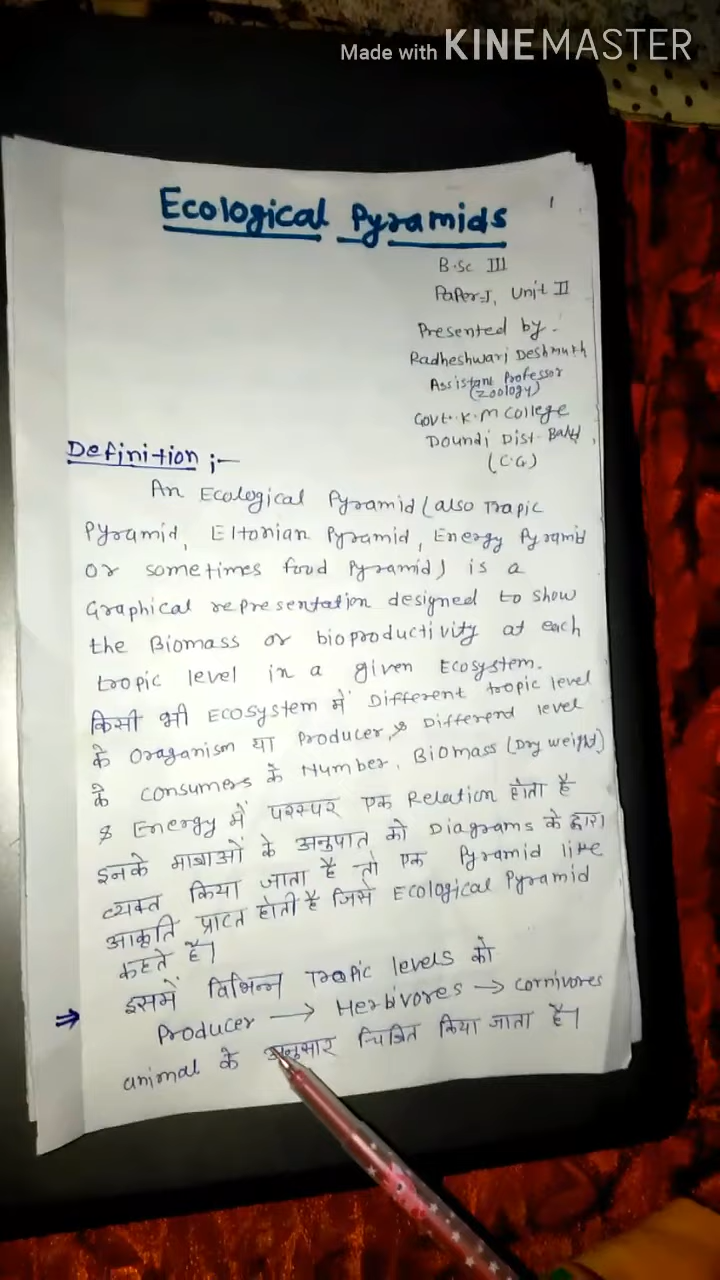 Made with KINEMASTER
Ecological Pyramids
1
B.Sc III
Paper-I, Unit II
Presented by.
Radheshwari Deshmukh
Assistant Professor
(Zoology)
Govt. K.M College
Doundi Dist-
(C.G)
Definition ;-
An Ecological Pyramid (also Trapic
Pyramid, Eltonian Pyramid, Energy Pyramid
or sometimes food Pyramid) is a
Graphical representation designed to show
the Biomass or bioproductivity at each
tropic level in a given Ecosystem.
किसी भी Ecosystem में Different tropic level
के Oraganism या Producer, & Different level
के consumers के Number, Biomass (Dry weight)
& Energy में परस्पर एक Relation होता है
इनके मात्राओं के अनुपात को Diagrams के द्वारा
व्यक्त किया जाता है तो एक Pyramid like
आकृति प्राप्त होती है जिसे Ecological Pyramid
कहते है।
इसमें विभिन्न Tropic levels को
⇒ Producer → Herbivores → Cornivores
animal के अनुसार चित्रित किया जाता है।